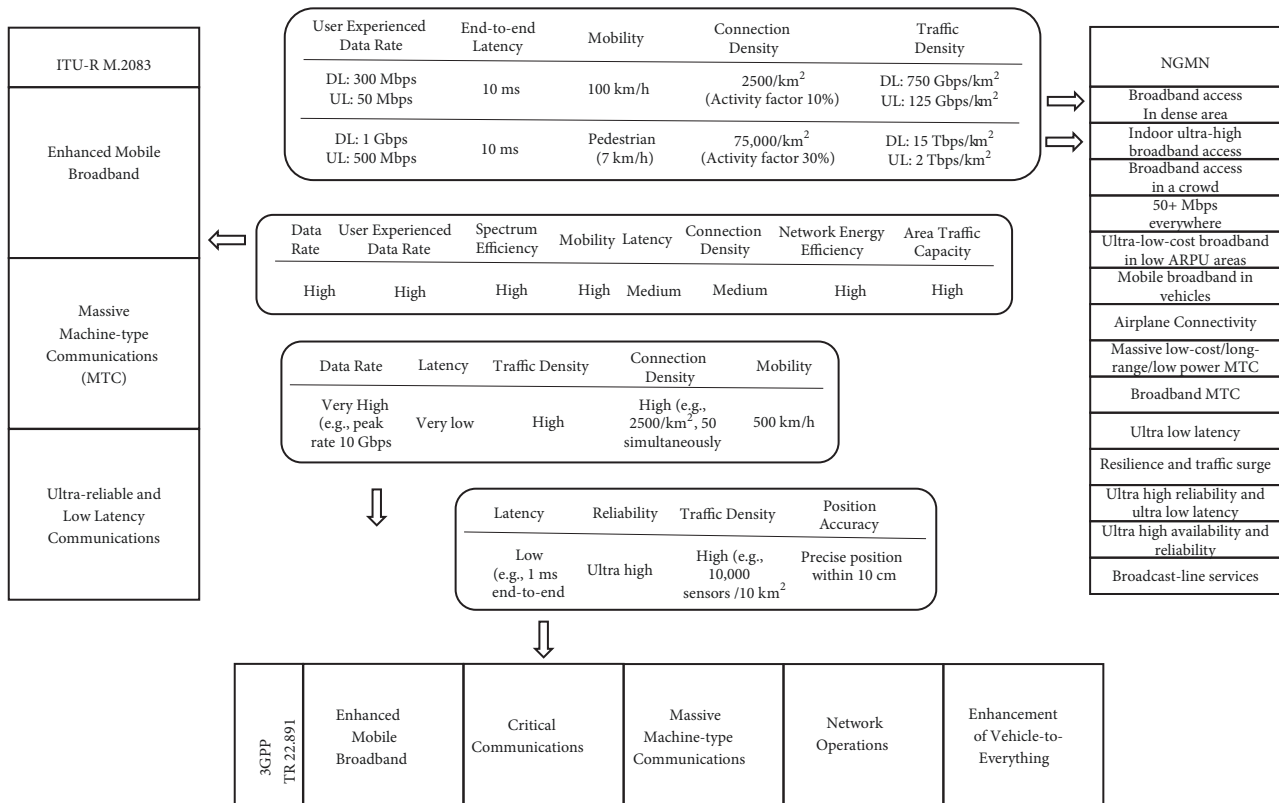 ITU-R M.2083
Enhanced Mobile
Broadband
Massive
Machine-type
Communications
(MTC)
Ultra-reliable and
Low Latency
Communications
User Experienced
Data Rate
End-to-end
Latency
Mobility
Connection
Density
Traffic
Density
DL: 300 Mbps
UL: 50 Mbps
10 ms
100 km/h
2500/km²
(Activity factor 10%)
DL: 750 Gbps/km²
UL: 125 Gbps/km²
DL: 1 Gbps
UL: 500 Mbps
10 ms
Pedestrian
(7 km/h)
75,000/km²
(Activity factor 30%)
DL: 15 Tbps/km²
UL: 2 Tbps/km²
Data
Rate
User Experienced
Data Rate
Spectrum
Efficiency
Mobility
Latency
Connection
Density
Network Energy
Efficiency
Area Traffic
Capacity
High
High
High
High
Medium
Medium
High
High
Data Rate
Latency
Traffic Density
Connection
Density
Mobility
Very High
(e.g., peak
rate 10 Gbps
Very low
High
High (e.g.,
2500/km², 50
simultaneously
500 km/h
Latency
Reliability
Traffic Density
Position
Accuracy
Low
(e.g., 1 ms
end-to-end
Ultra high
High (e.g.,
10,000
sensors /10 km²
Precise position
within 10 cm
NGMN
Broadband access
In dense area
Indoor ultra-high
broadband access
Broadband access
in a crowd
50+ Mbps
everywhere
Ultra-low-cost broadband
in low ARPU areas
Mobile broadband in
vehicles
Airplane Connectivity
Massive low-cost/long-
range/low power MTC
Broadband MTC
Ultra low latency
Resilience and traffic surge
Ultra high reliability and
ultra low latency
Ultra high availability and
reliability
Broadcast-line services
3GPP
TR 22.891
Enhanced
Mobile
Broadband
Critical
Communications
Massive
Machine-type
Communications
Network
Operations
Enhancement
of Vehicle-to-
Everything